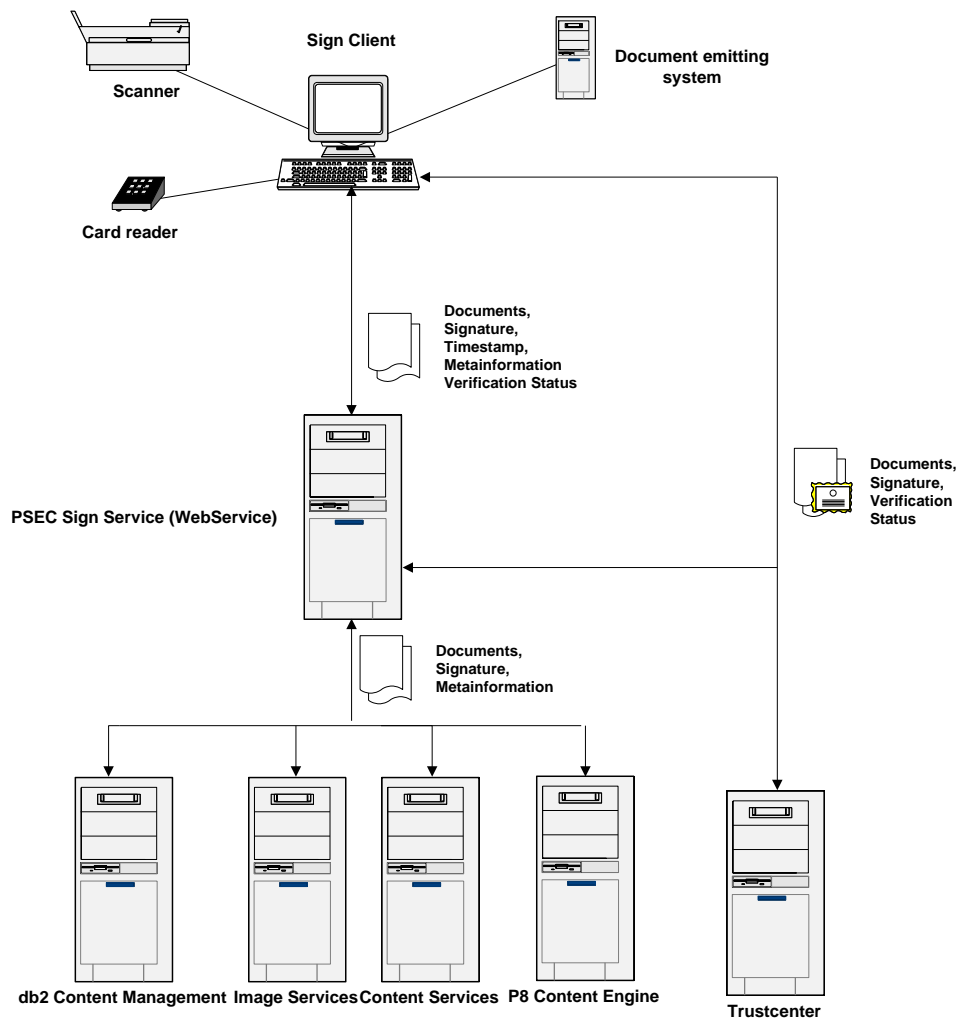 Sign Client
Document emitting
system
Scanner
Card reader
Documents,
Signature,
Timestamp,
Metainformation
Verification Status
Documents,
Signature,
Verification
Status
PSEC Sign Service (WebService)
Documents,
Signature,
Metainformation
db2 Content Management
Image Services
Content Services
P8 Content Engine
Trustcenter